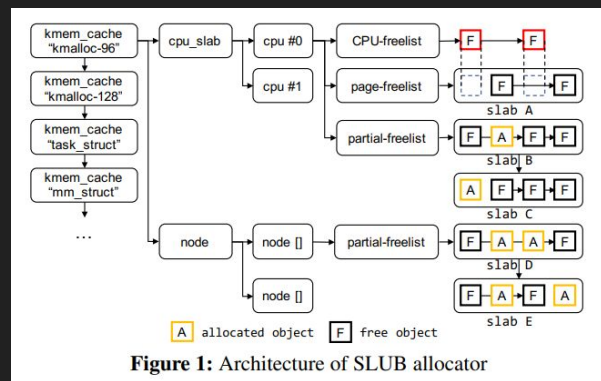 kmem_cache
“kmalloc-96”
cpu_slab
cpu #0
CPU-freelist
F
F
kmem_cache
“kmalloc-128”
cpu #1
page-freelist
F
F
slab A
kmem_cache
“task_struct”
partial-freelist
F
A
F
F
slab B
kmem_cache
“mm_struct”
A
F
F
F
slab C
...
node
node []
partial-freelist
F
A
A
F
slab D
node []
F
A
F
A
slab E
A allocated object
F free object
Figure 1: Architecture of SLUB allocator